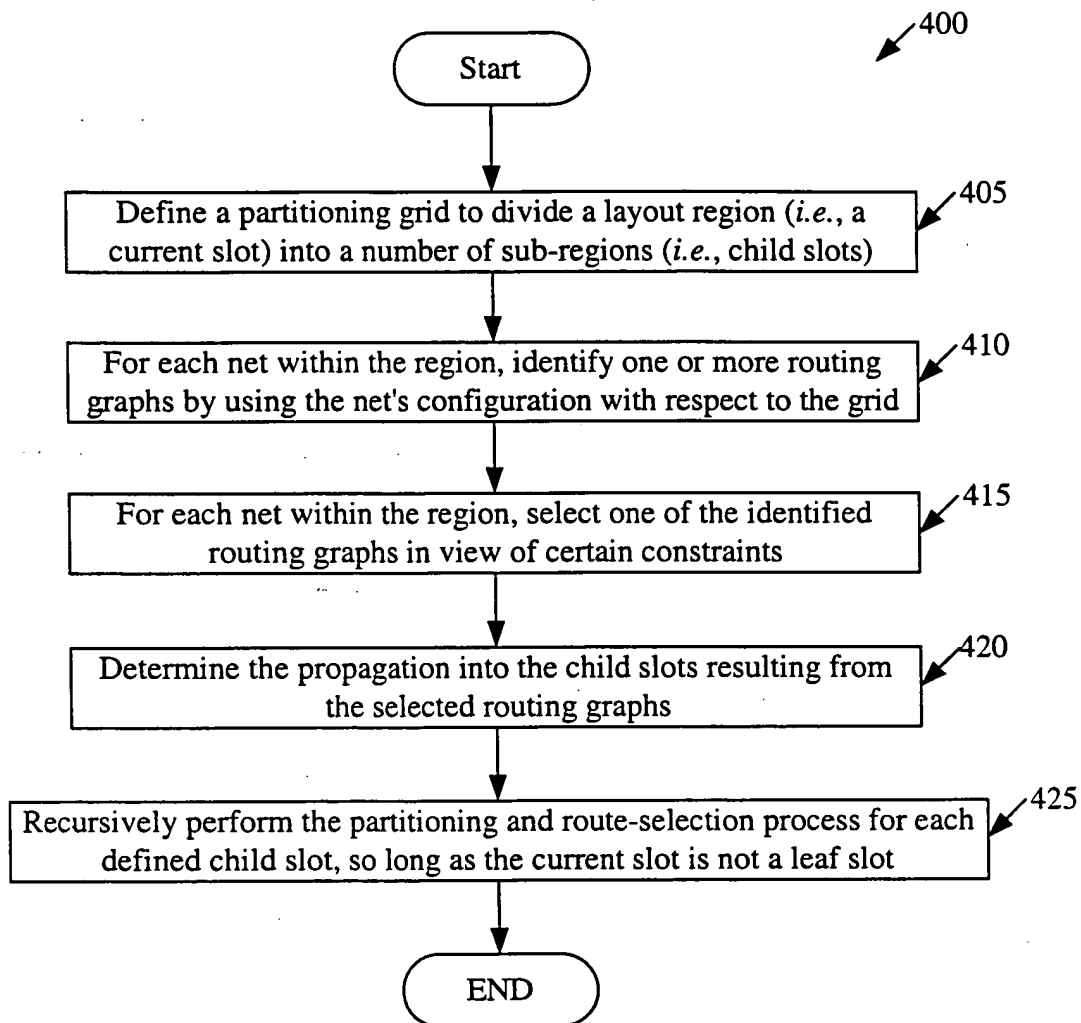 400
Start
405
Define a partitioning grid to divide a layout region (i.e., a
current slot) into a number of sub-regions (i.e., child slots)
410
For each net within the region, identify one or more routing
graphs by using the net's configuration with respect to the grid
415
For each net within the region, select one of the identified
routing graphs in view of certain constraints
420
Determine the propagation into the child slots resulting from
the selected routing graphs
425
Recursively perform the partitioning and route-selection process for each
defined child slot, so long as the current slot is not a leaf slot
END